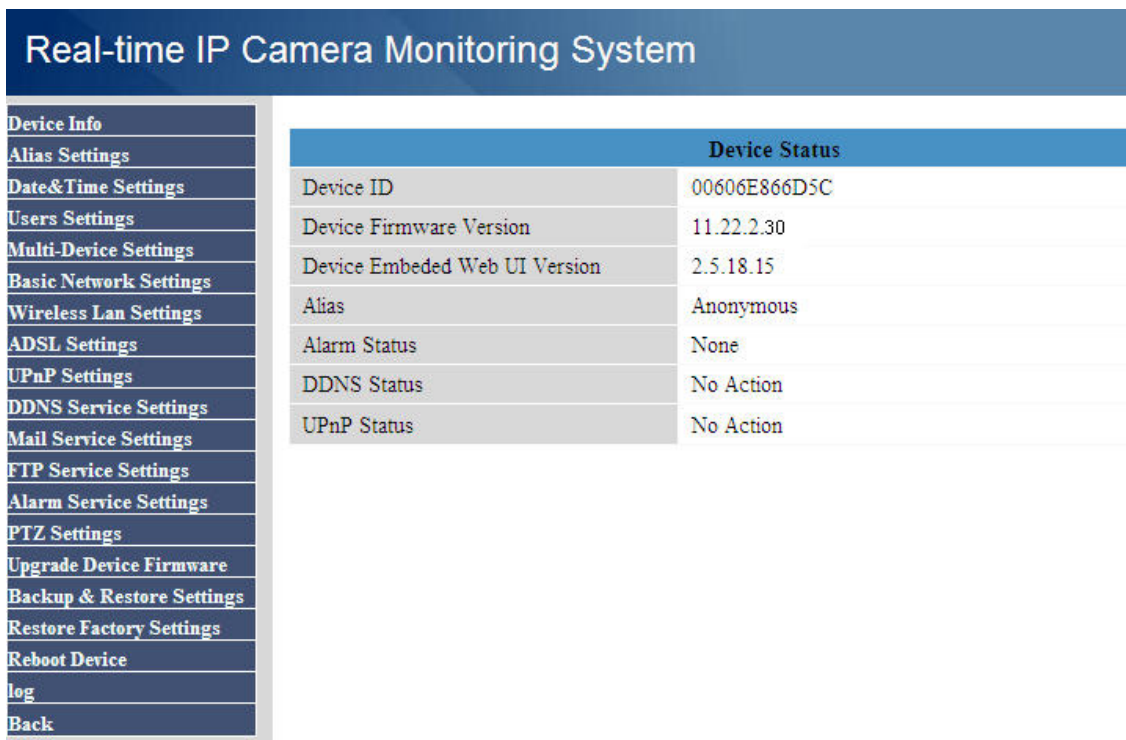 Real-time IP Camera Monitoring System
Device Info
Alias Settings
Date&Time Settings
Users Settings
Multi-Device Settings
Basic Network Settings
Wireless Lan Settings
ADSL Settings
UPnP Settings
DDNS Service Settings
Mail Service Settings
FTP Service Settings
Alarm Service Settings
PTZ Settings
Upgrade Device Firmware
Backup & Restore Settings
Restore Factory Settings
Reboot Device
log
Back
Device Status
Device ID 00606E866D5C
Device Firmware Version 11.22.2.30
Device Embeded Web UI Version 2.5.18.15
Alias Anonymous
Alarm Status None
DDNS Status No Action
UPnP Status No Action